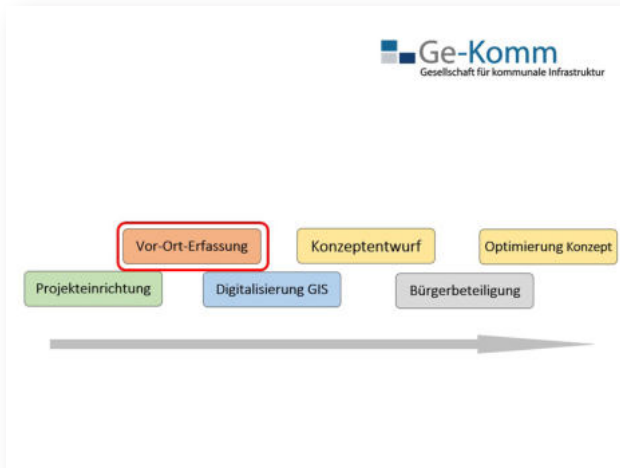 Ge-Komm
Gesellschaft für kommunale Infrastruktur
Vor-Ort-Erfassung
Konzeptentwurf
Optimierung Konzept
Projekteinrichtung
Digitalisierung GIS
Bürgerbeteiligung